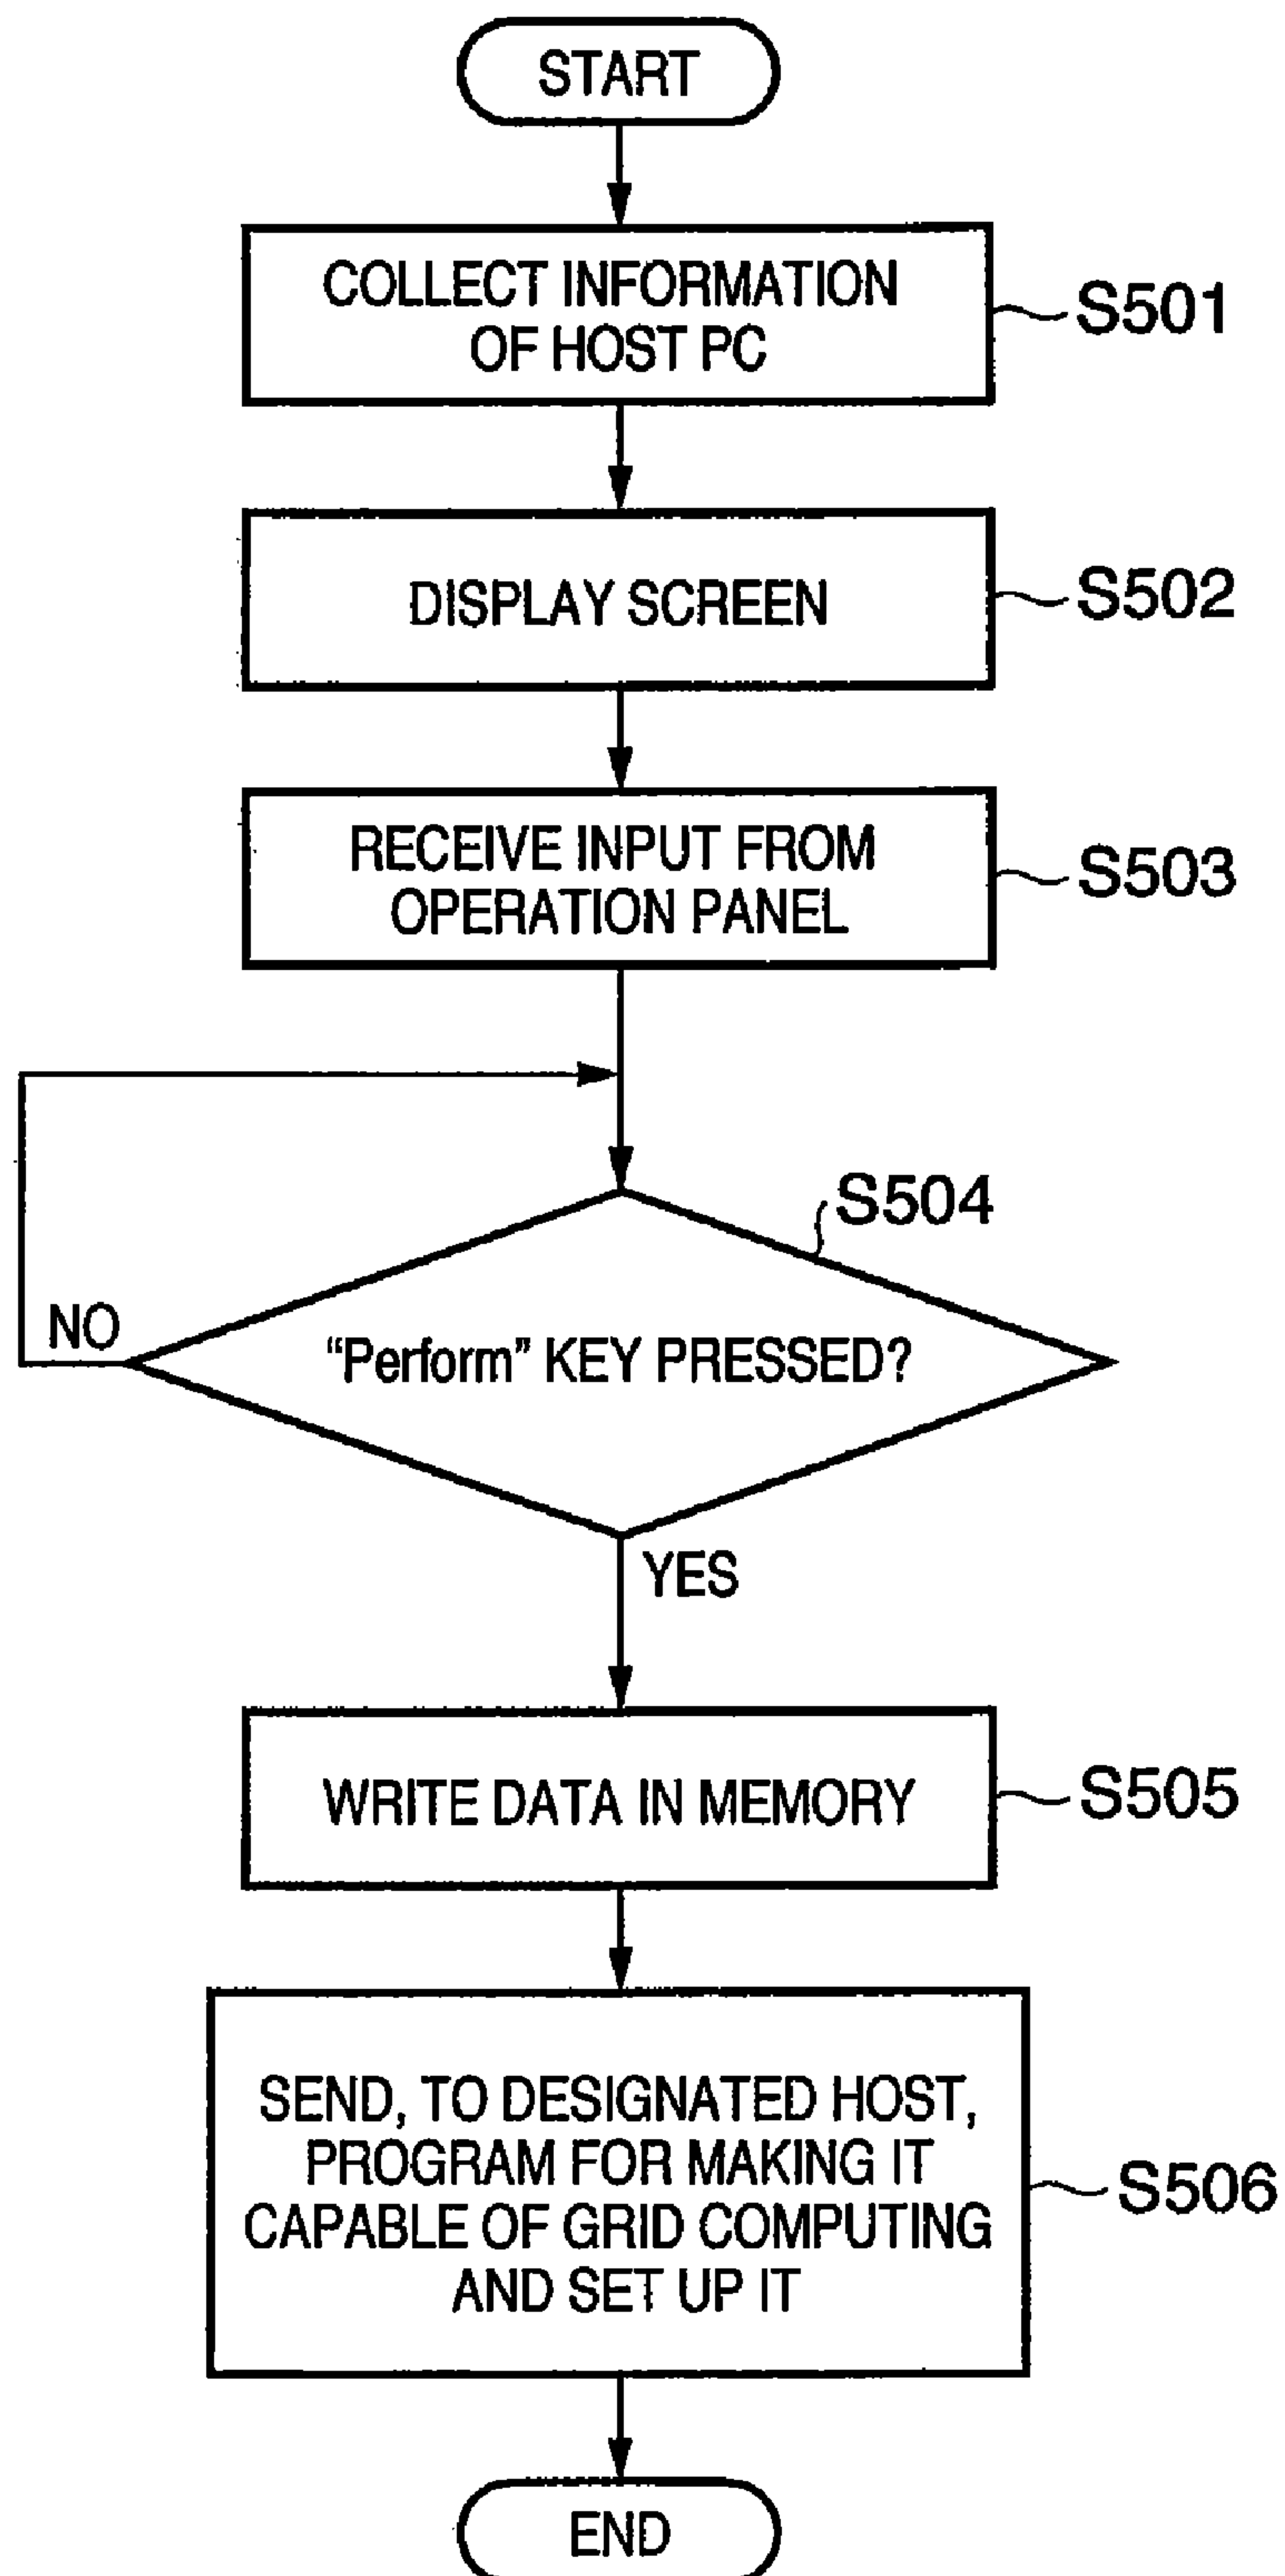 START
COLLECT INFORMATION
OF HOST PC
S501
DISPLAY SCREEN
S502
RECEIVE INPUT FROM
OPERATION PANEL
S503
S504
NO
“Perform” KEY PRESSED?
YES
WRITE DATA IN MEMORY
S505
SEND, TO DESIGNATED HOST,
PROGRAM FOR MAKING IT
CAPABLE OF GRID COMPUTING
AND SET UP IT
S506
END